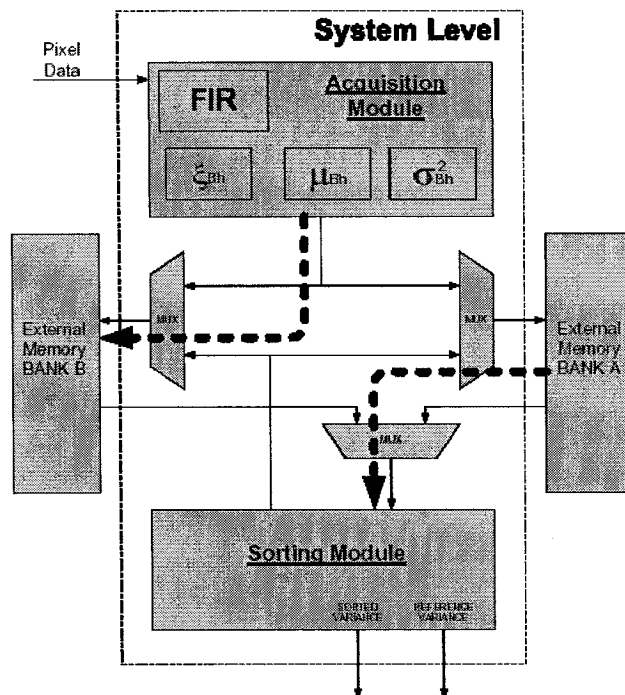 System Level
Pixel
Data
Acquisition
Module
FIR
ξBh
μBh
σ²Bh
External
Memory
BANK B
MUX
MUX
External
Memory
BANK A
MUX
Sorting Module
SORTED
VARIANCE
REFERENCE
VARIANCE